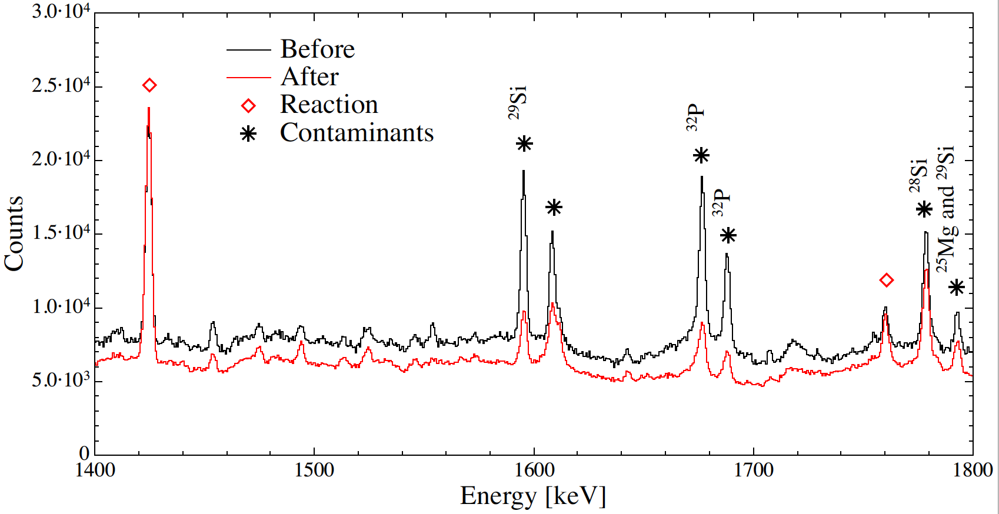 3.0·10⁴
2.5·10⁴
2.0·10⁴
1.5·10⁴
1.0·10⁴
5.0·10³
0
Counts
Before
After
Reaction
Contaminants
²⁹Si
³²P
³²P
²⁸Si
²⁵Mg and ²⁹Si
1400 1500 1600 1700 1800
Energy [keV]